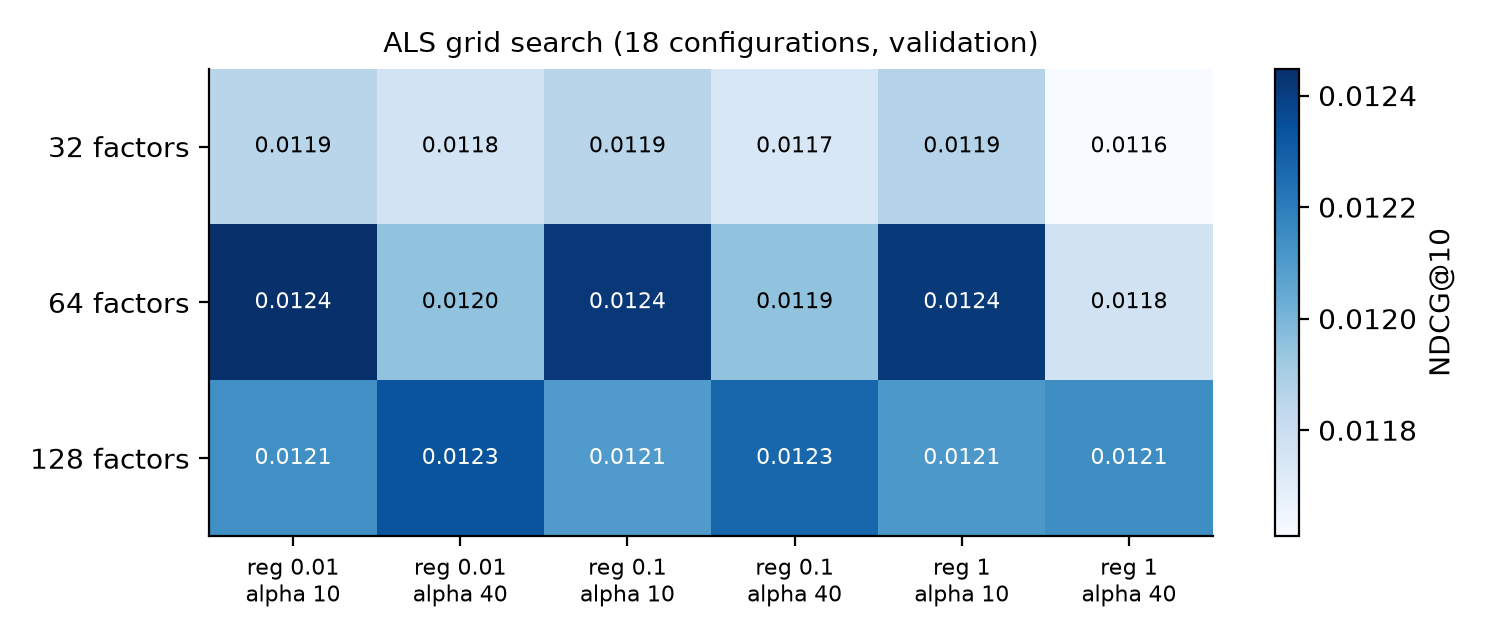 ALS grid search (18 configurations, validation)
32 factors
0.0119 0.0118 0.0119 0.0117 0.0119 0.0116
64 factors
0.0124 0.0120 0.0124 0.0119 0.0124 0.0118
128 factors
0.0121 0.0123 0.0121 0.0123 0.0121 0.0121
reg 0.01
alpha 10
reg 0.01
alpha 40
reg 0.1
alpha 10
reg 0.1
alpha 40
reg 1
alpha 10
reg 1
alpha 40
0.0124
0.0122
0.0120
0.0118
NDCG@10